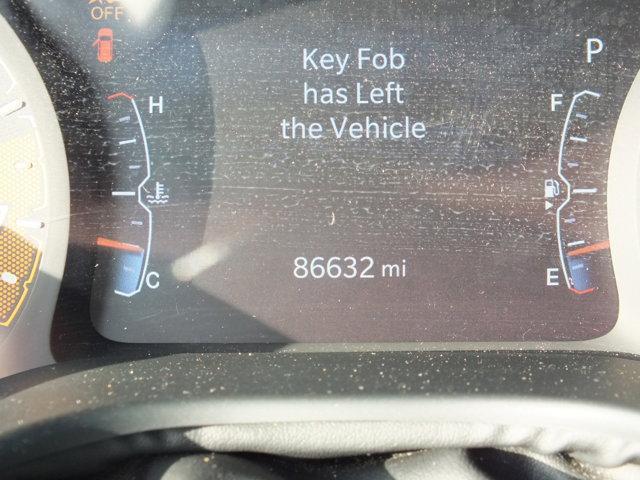 OFF
Key Fob
has Left
the Vehicle
P
H
F
C
E
86632 mi